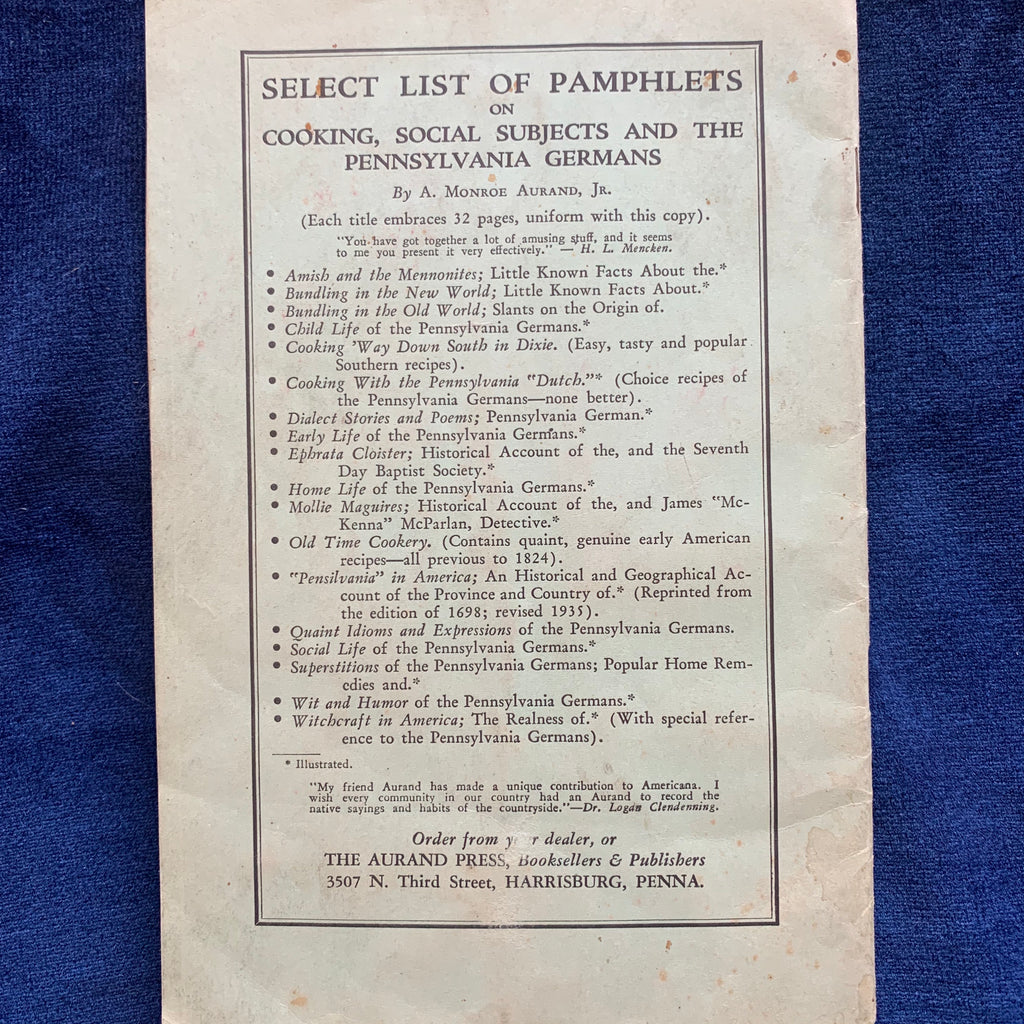 SELECT LIST OF PAMPHLETS
ON
COOKING, SOCIAL SUBJECTS AND THE
PENNSYLVANIA GERMANS
By A. Monroe Aurand, Jr.
(Each title embraces 32 pages, uniform with this copy).
"You have got together a lot of amusing stuff, and it seems
to me you present it very effectively." — H. L. Mencken.
• Amish and the Mennonites; Little Known Facts About the.*
• Bundling in the New World; Little Known Facts About.*
• Bundling in the Old World; Slants on the Origin of.
• Child Life of the Pennsylvania Germans.*
• Cooking 'Way Down South in Dixie. (Easy, tasty and popular
Southern recipes).
• Cooking With the Pennsylvania "Dutch."* (Choice recipes of
the Pennsylvania Germans—none better).
• Dialect Stories and Poems; Pennsylvania German.*
• Early Life of the Pennsylvania Germans.*
• Ephrata Cloister; Historical Account of the, and the Seventh
Day Baptist Society.*
• Home Life of the Pennsylvania Germans.*
• Mollie Maguires; Historical Account of the, and James "Mc-
Kenna" McParlan, Detective.*
• Old Time Cookery. (Contains quaint, genuine early American
recipes—all previous to 1824).
• "Pensilvania" in America; An Historical and Geographical Ac-
count of the Province and Country of.* (Reprinted from
the edition of 1698; revised 1935).
• Quaint Idioms and Expressions of the Pennsylvania Germans.
• Social Life of the Pennsylvania Germans.*
• Superstitions of the Pennsylvania Germans; Popular Home Rem-
edies and.*
• Wit and Humor of the Pennsylvania Germans.*
• Witchcraft in America; The Realness of.* (With special refer-
ence to the Pennsylvania Germans).
* Illustrated.
"My friend Aurand has made a unique contribution to Americana. I
wish every community in our country had an Aurand to record the
native sayings and habits of the countryside."—Dr. Logan Clendenning.
Order from your dealer, or
THE AURAND PRESS, Booksellers & Publishers
3507 N. Third Street, HARRISBURG, PENNA.